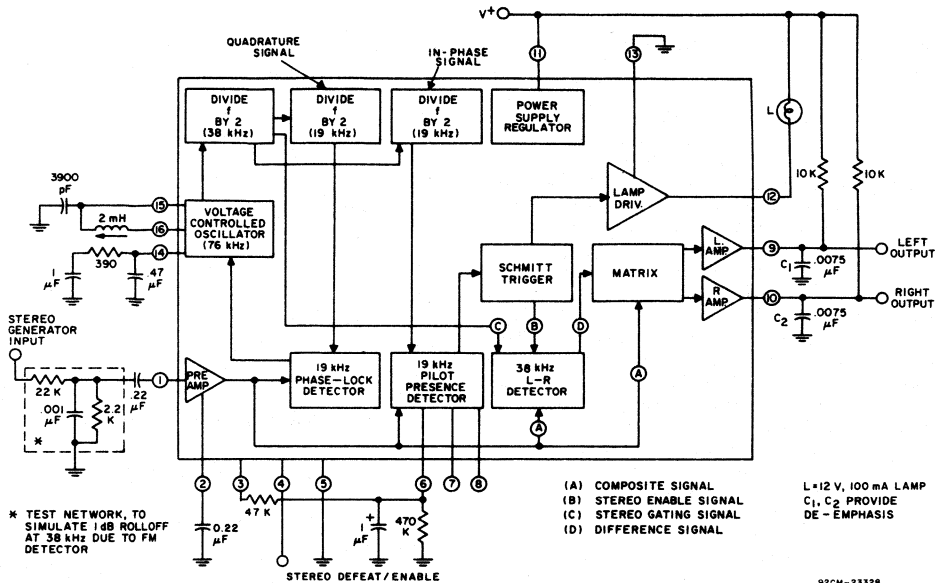 V+
QUADRATURE
SIGNAL
IN-PHASE
SIGNAL
11
13
DIVIDE
f
BY 2
(38 kHz)
DIVIDE
f
BY 2
(19 kHz)
DIVIDE
f
BY 2
(19 kHz)
POWER
SUPPLY
REGULATOR
L
10K
10K
3900
pF
15
2 mH
16
14
390
1
μF
.47
μF
VOLTAGE
CONTROLLED
OSCILLATOR
(76 kHz)
LAMP
DRIV.
12
SCHMITT
TRIGGER
MATRIX
L.
AMP.
R
AMP.
9
10
C1
.0075
μF
C2
.0075
μF
LEFT
OUTPUT
RIGHT
OUTPUT
C
B
D
A
A
STEREO
GENERATOR
INPUT
22 K
.001
μF
2.2
K
*
.22
μF
1
PRE
AMP
19 kHz
PHASE-LOCK
DETECTOR
19 kHz
PILOT
PRESENCE
DETECTOR
38 kHz
L-R
DETECTOR
2
3
4
5
6
7
8
47 K
0.22
μF
+
1
μF
470
K
STEREO DEFEAT/ENABLE
* TEST NETWORK, TO
SIMULATE 1dB ROLLOFF
AT 38 kHz DUE TO FM
DETECTOR
(A) COMPOSITE SIGNAL
(B) STEREO ENABLE SIGNAL
(C) STEREO GATING SIGNAL
(D) DIFFERENCE SIGNAL
L=12 V, 100 mA LAMP
C1, C2 PROVIDE
DE-EMPHASIS
92CM-23328